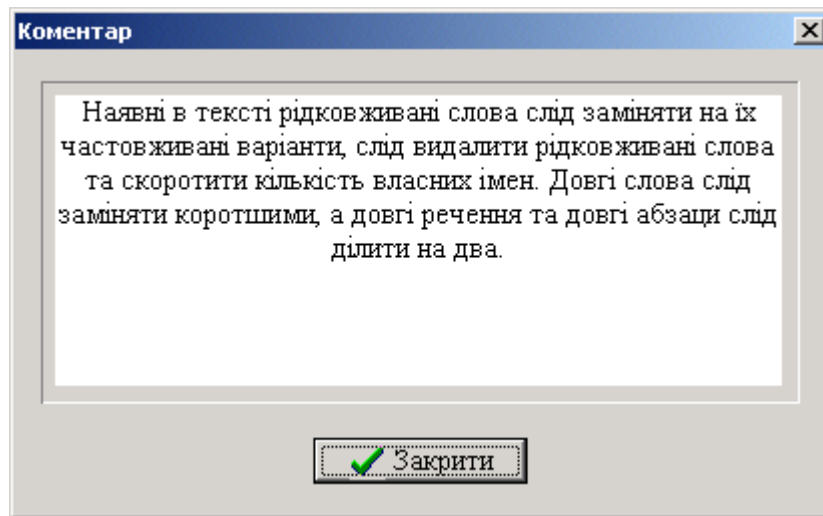 Коментар
Наявні в тексті рідковживані слова слід заміняти на їх
частовживані варіанти, слід видалити рідковживані слова
та скоротити кількість власних імен. Довгі слова слід
заміняти коротшими, а довгі речення та довгі абзаци слід
ділити на два.
Закрити